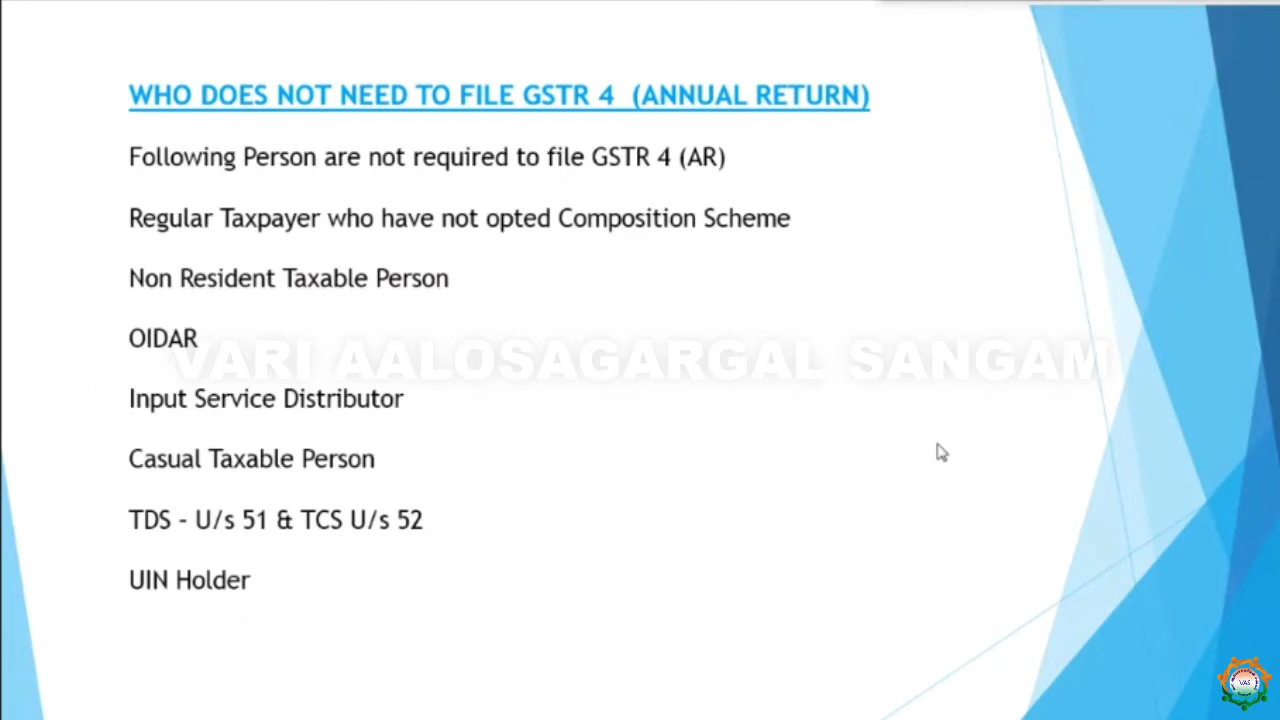 WHO DOES NOT NEED TO FILE GSTR 4 (ANNUAL RETURN)
Following Person are not required to file GSTR 4 (AR)
Regular Taxpayer who have not opted Composition Scheme
Non Resident Taxable Person
OIDAR
VARI AALOSAGARGAL SANGAM
Input Service Distributor
Casual Taxable Person
TDS - U/s 51 & TCS U/s 52
UIN Holder
VAS